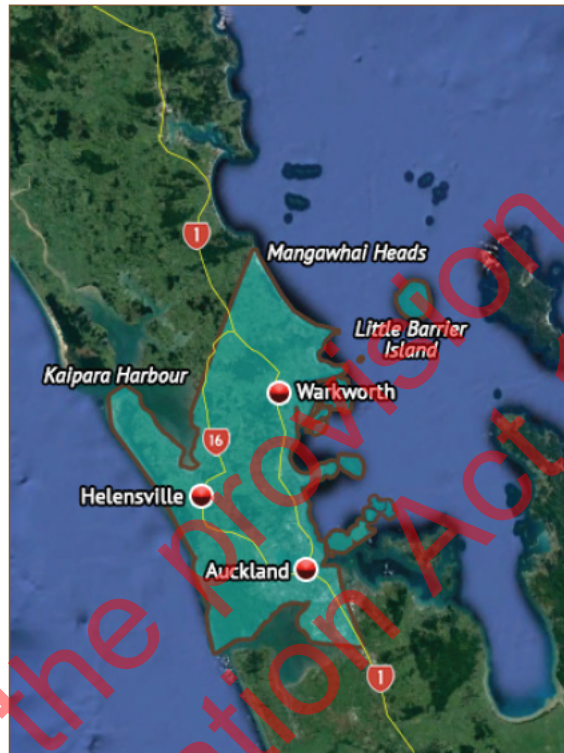 1
Mangawhai Heads
Little Barrier
Island
Kaipara Harbour
Warkworth
16
Helensville
Auckland
1
the provision
ation Act